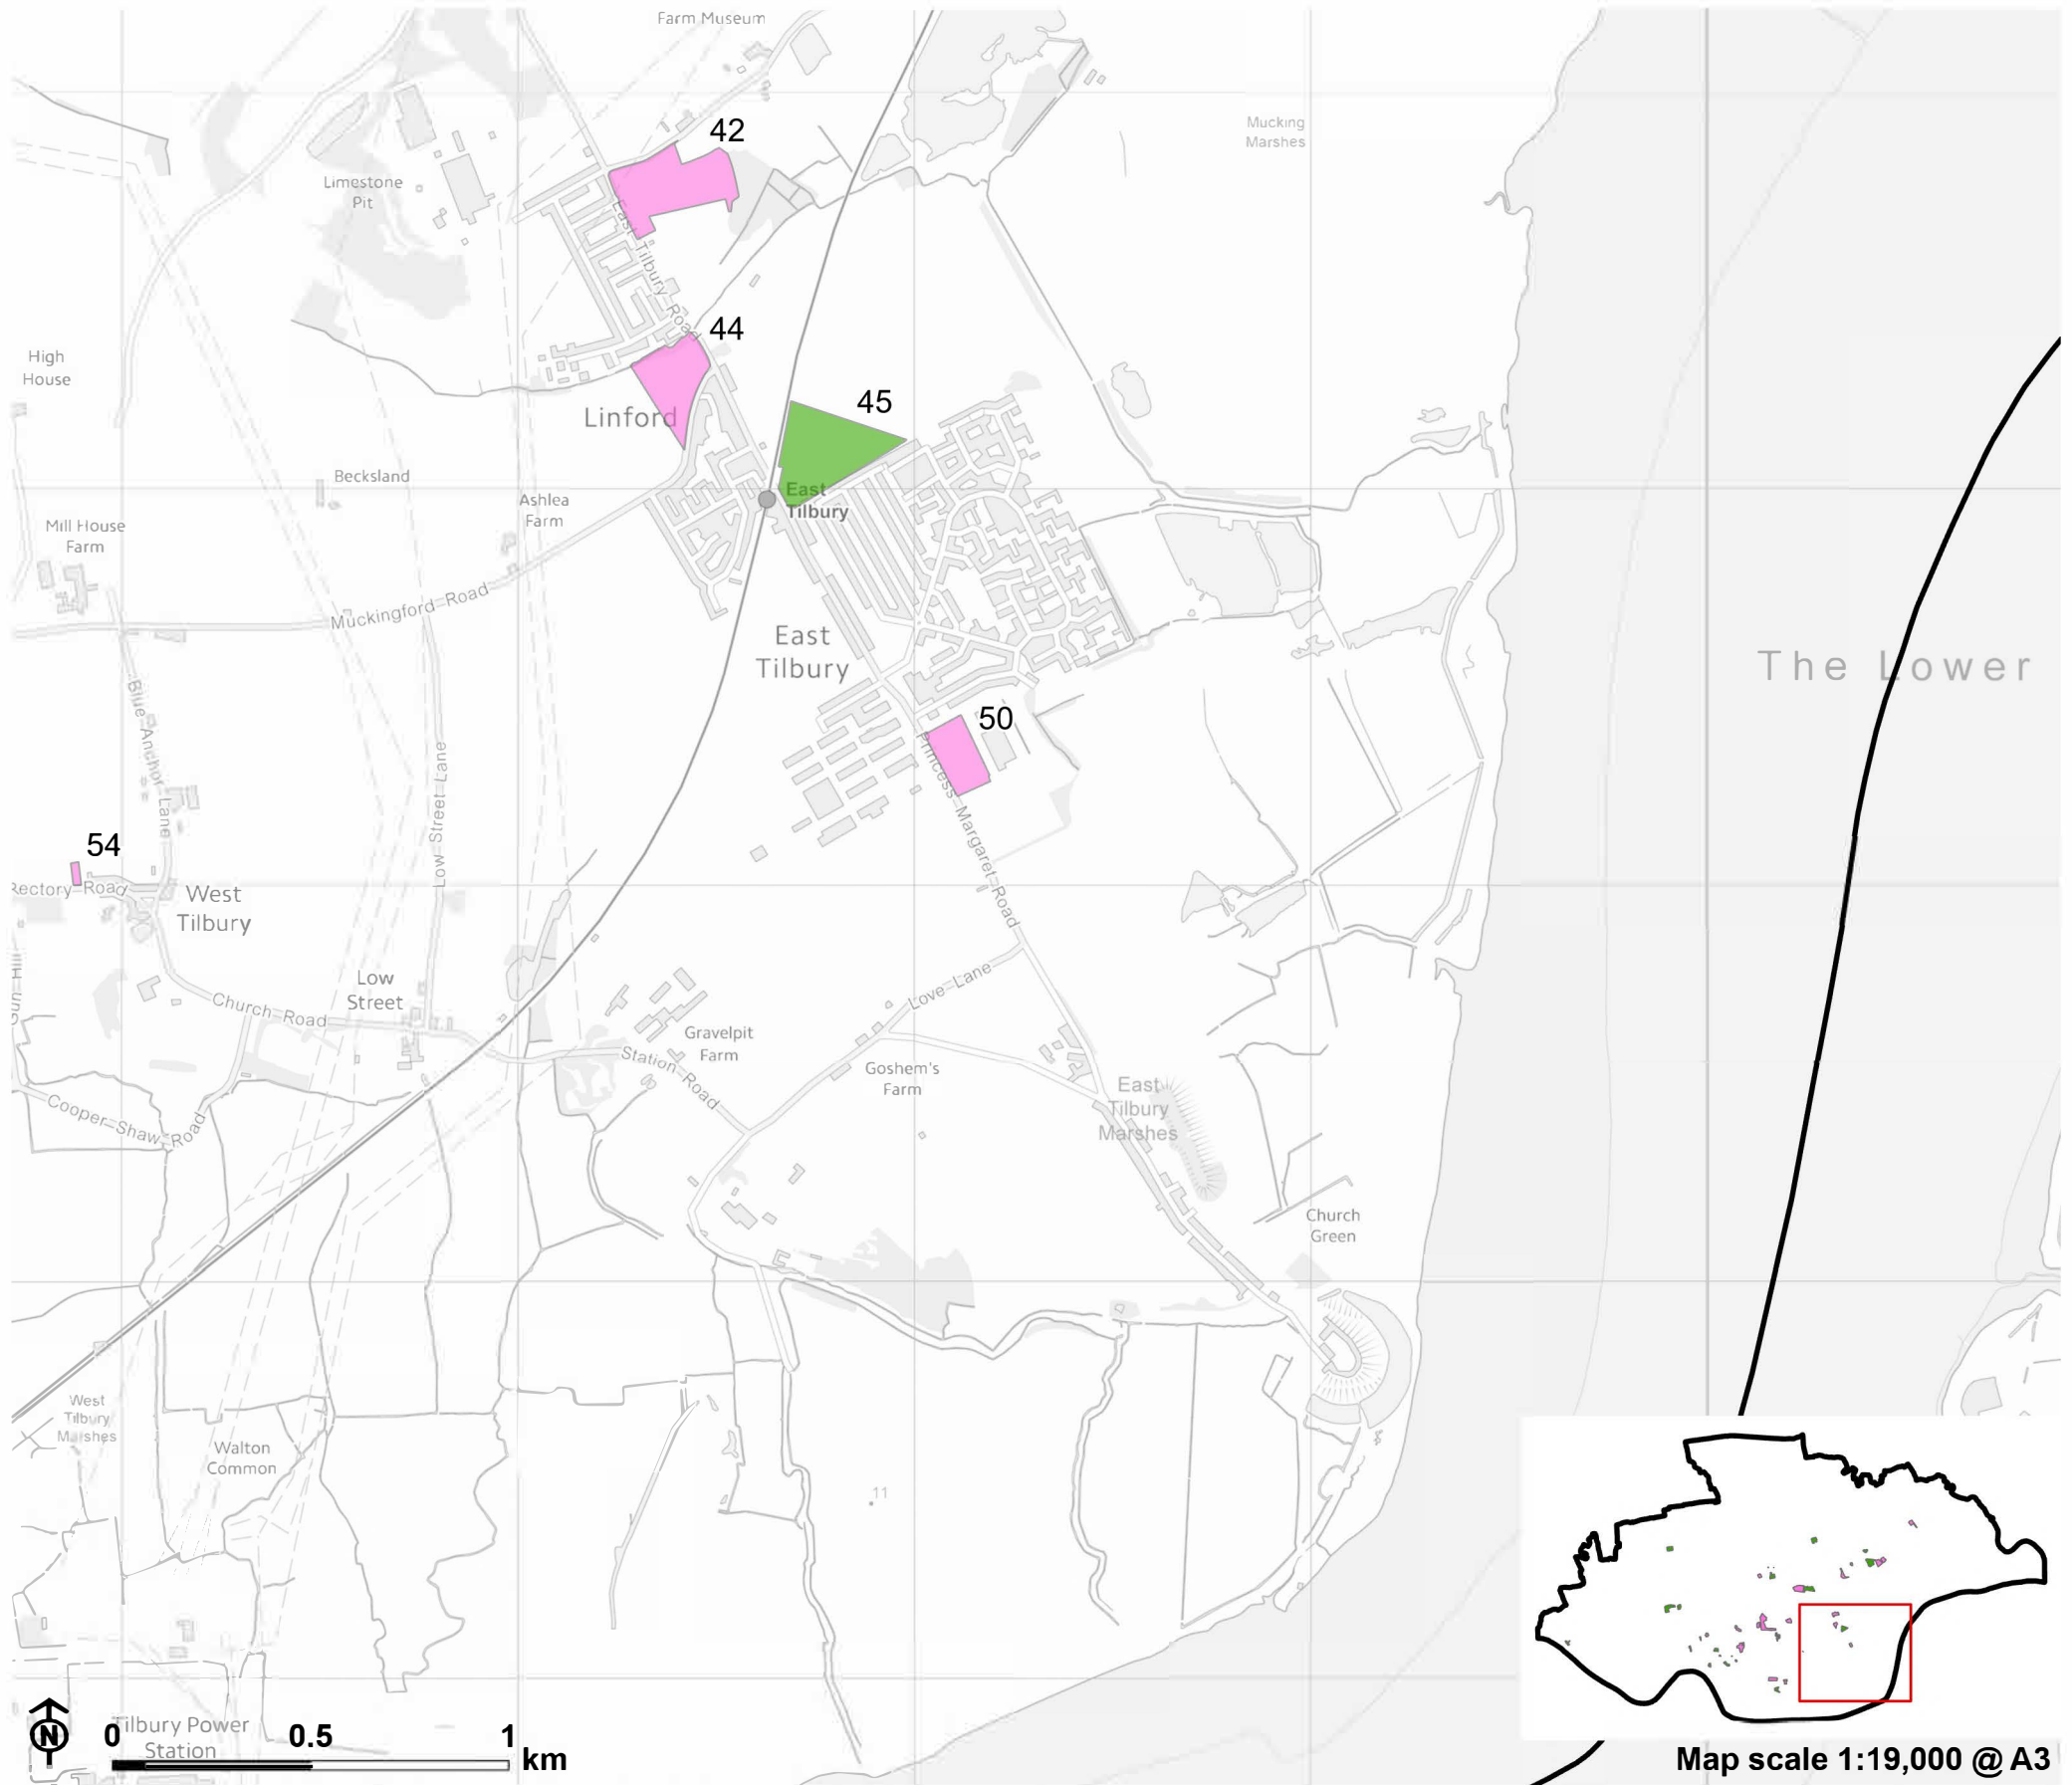 Farm Museum
42
Mucking
Marshes
Limestone
Pit
East Tilbury Road
44
High
House
45
Linford
Becksland
East
Tilbury
Ashlea
Farm
Mill House
Farm
Muckingford Road
East
Tilbury
The Lower
Blue Anchor Lane
50
Low Street Lane
Princess Margaret Road
54
Rectory Road
West
Tilbury
Low
Street
Gun Hill
Church Road
Love Lane
Gravelpit
Farm
Station Road
Goshem's
Farm
East
Tilbury
Marshes
Cooper Shaw Road
Church
Green
West
Tilbury
Marshes
Walton
Common
11
Tilbury Power
Station
N
0 0.5 1
km
Map scale 1:19,000 @ A3